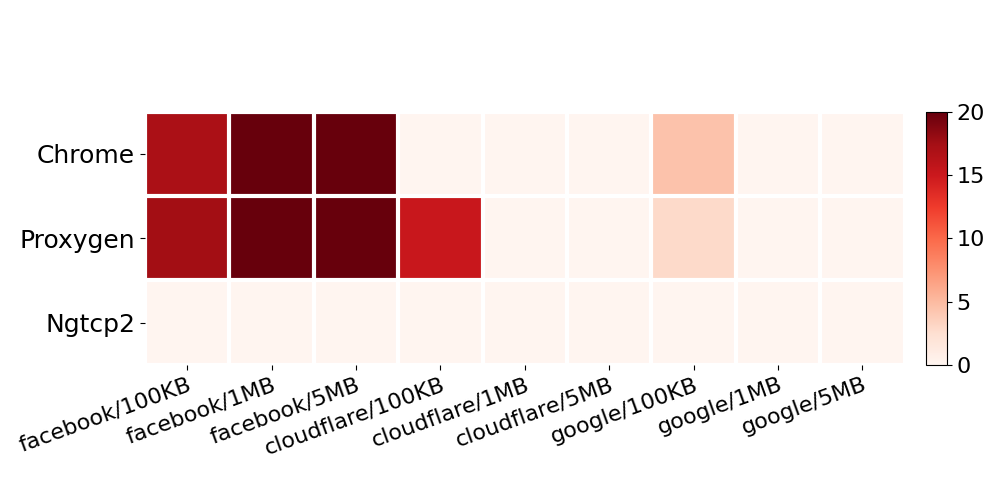 Chrome
Proxygen
Ngtcp2
facebook/100KB
facebook/1MB
facebook/5MB
cloudflare/100KB
cloudflare/1MB
cloudflare/5MB
google/100KB
google/1MB
google/5MB
20
15
10
5
0